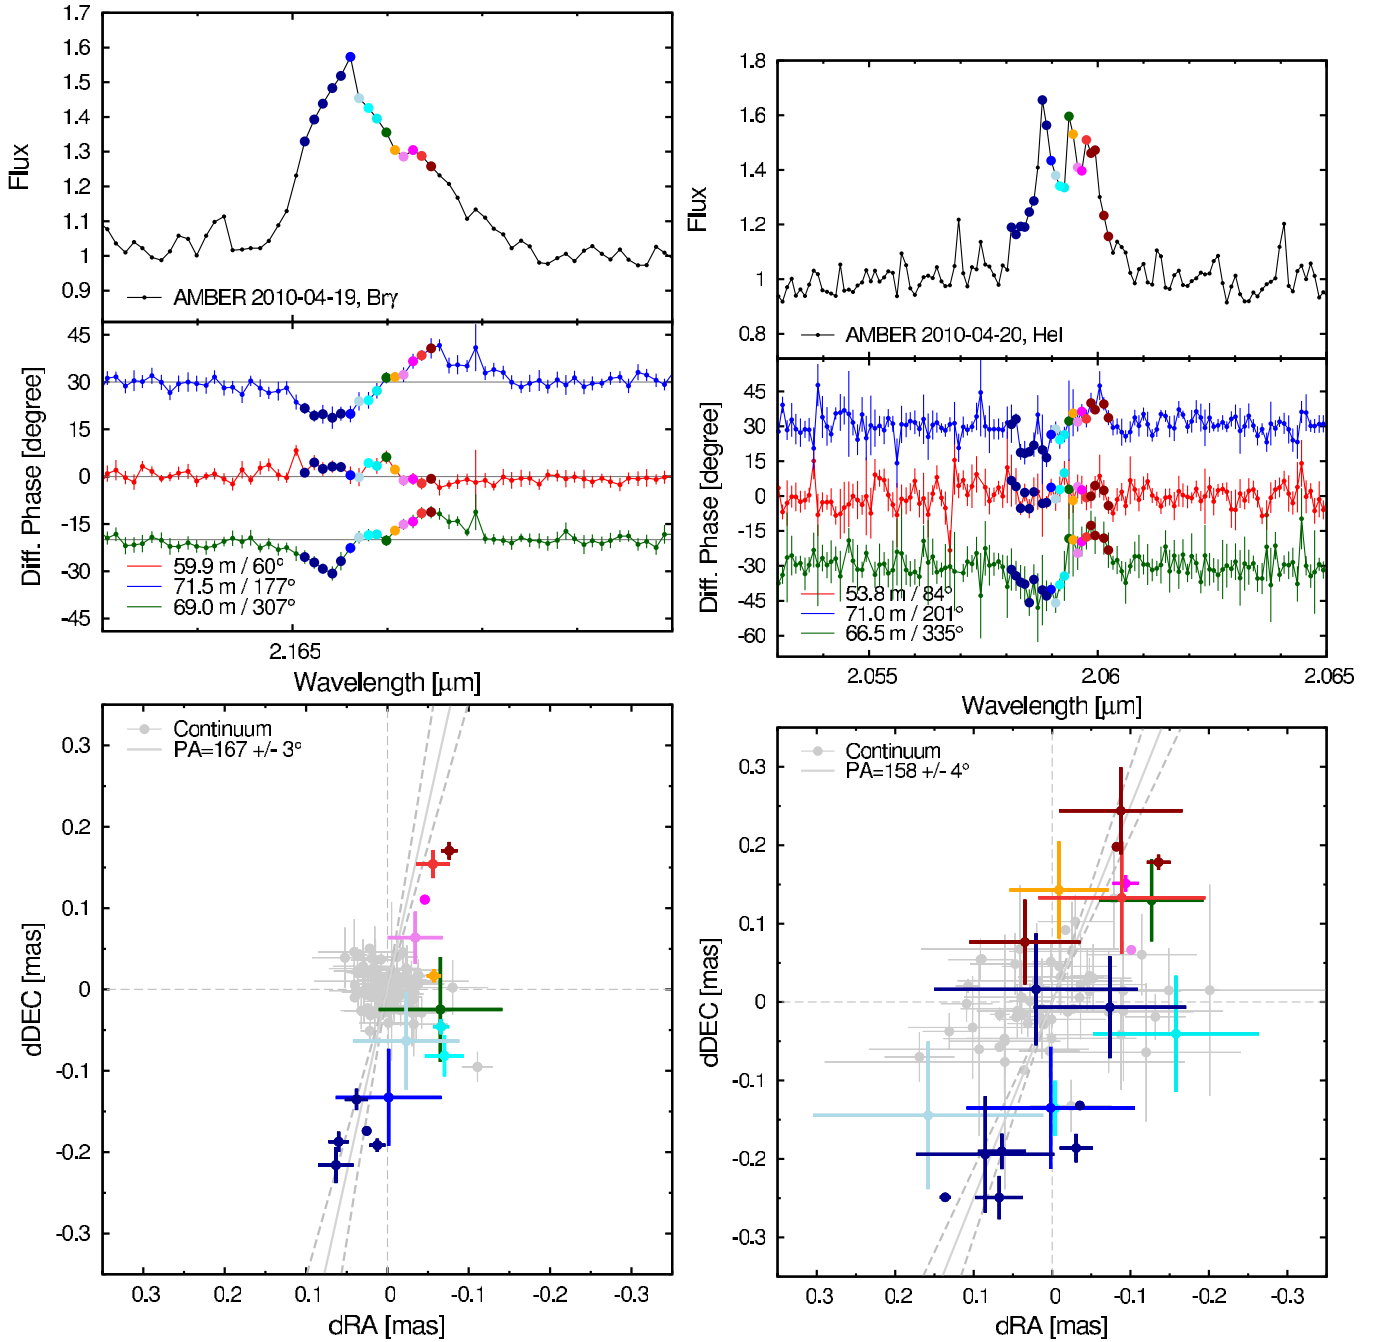 1.7
1.6
1.5
1.4
1.3
1.2
1.1
1
0.9
Flux
AMBER 2010-04-19, Brγ
45
30
15
0
-15
-30
-45
Diff. Phase [degree]
59.9 m / 60°
71.5 m / 177°
69.0 m / 307°
2.165
Wavelength [μm]
1.8
1.6
1.4
1.2
1
0.8
Flux
AMBER 2010-04-20, HeI
45
30
15
0
-15
-30
-45
-60
Diff. Phase [degree]
53.8 m / 84°
71.0 m / 201°
66.5 m / 335°
2.055
2.06
2.065
Wavelength [μm]
Continuum
PA=167 +/- 3°
0.3
0.2
0.1
0
-0.1
-0.2
-0.3
dDEC [mas]
0.3
0.2
0.1
0
-0.1
-0.2
-0.3
dRA [mas]
Continuum
PA=158 +/- 4°
0.3
0.2
0.1
0
-0.1
-0.2
-0.3
dDEC [mas]
0.3
0.2
0.1
0
-0.1
-0.2
-0.3
dRA [mas]